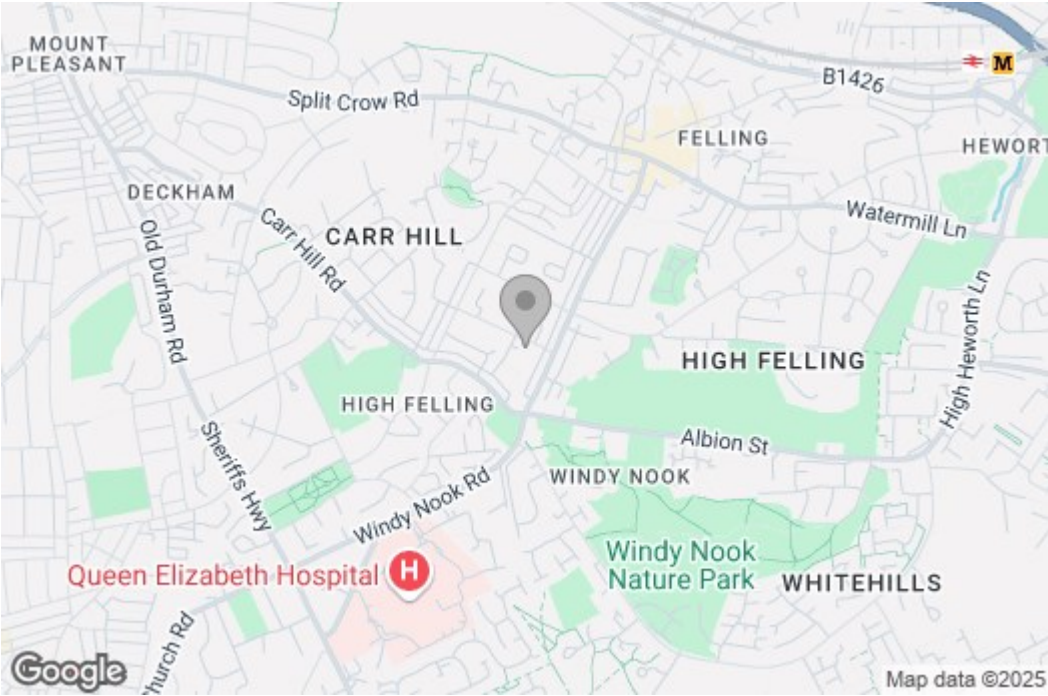 MOUNT
PLEASANT
Split Crow Rd
B1426
M
FELLING
HEWORT
DECKHAM
Carr Hill Rd
CARR HILL
Watermill Ln
Old Durham Rd
HIGH FELLING
High Heworth Ln
HIGH FELLING
Albion St
Sheriffs Hwy
WINDY NOOK
Windy Nook Rd
Queen Elizabeth Hospital
H
Windy Nook
Nature Park
WHITEHILLS
hurch Rd
Google
Map data ©2025